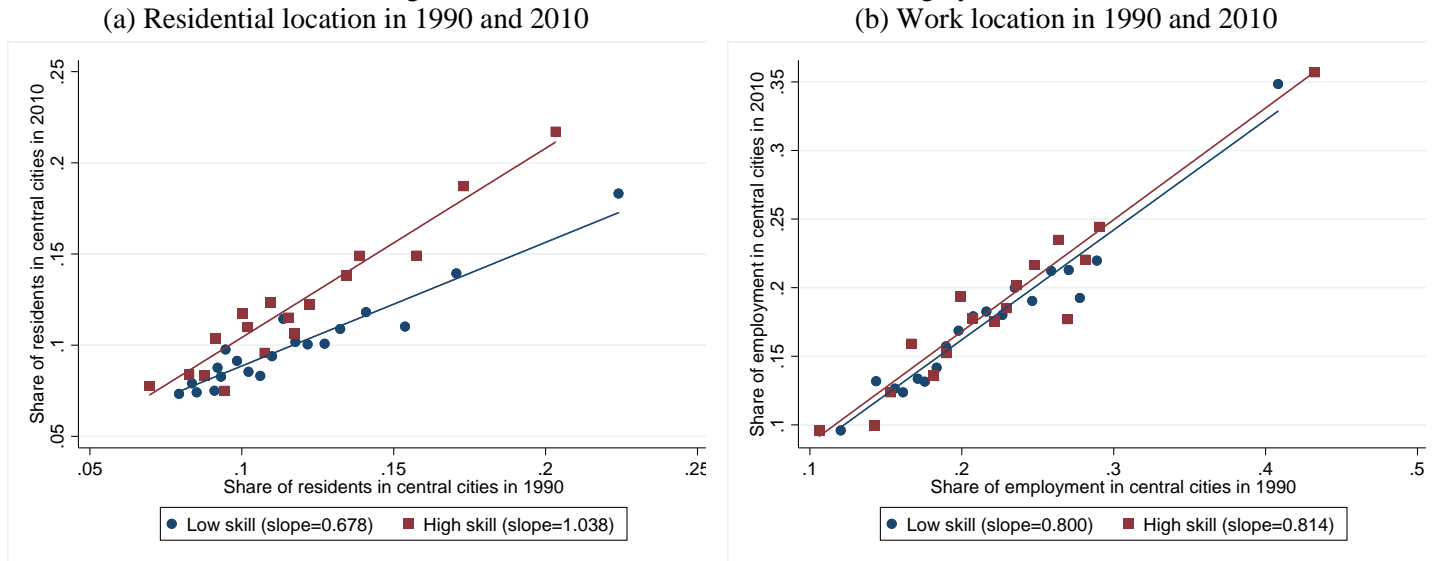 (a) Residential location in 1990 and 2010
Share of residents in central cities in 2010
.25
.2
.15
.1
.05
.05 .1 .15 .2 .25
Share of residents in central cities in 1990
Low skill (slope=0.678) High skill (slope=1.038)
(b) Work location in 1990 and 2010
Share of employment in central cities in 2010
.35
.3
.25
.2
.15
.1
.1 .2 .3 .4 .5
Share of employment in central cities in 1990
Low skill (slope=0.800) High skill (slope=0.814)